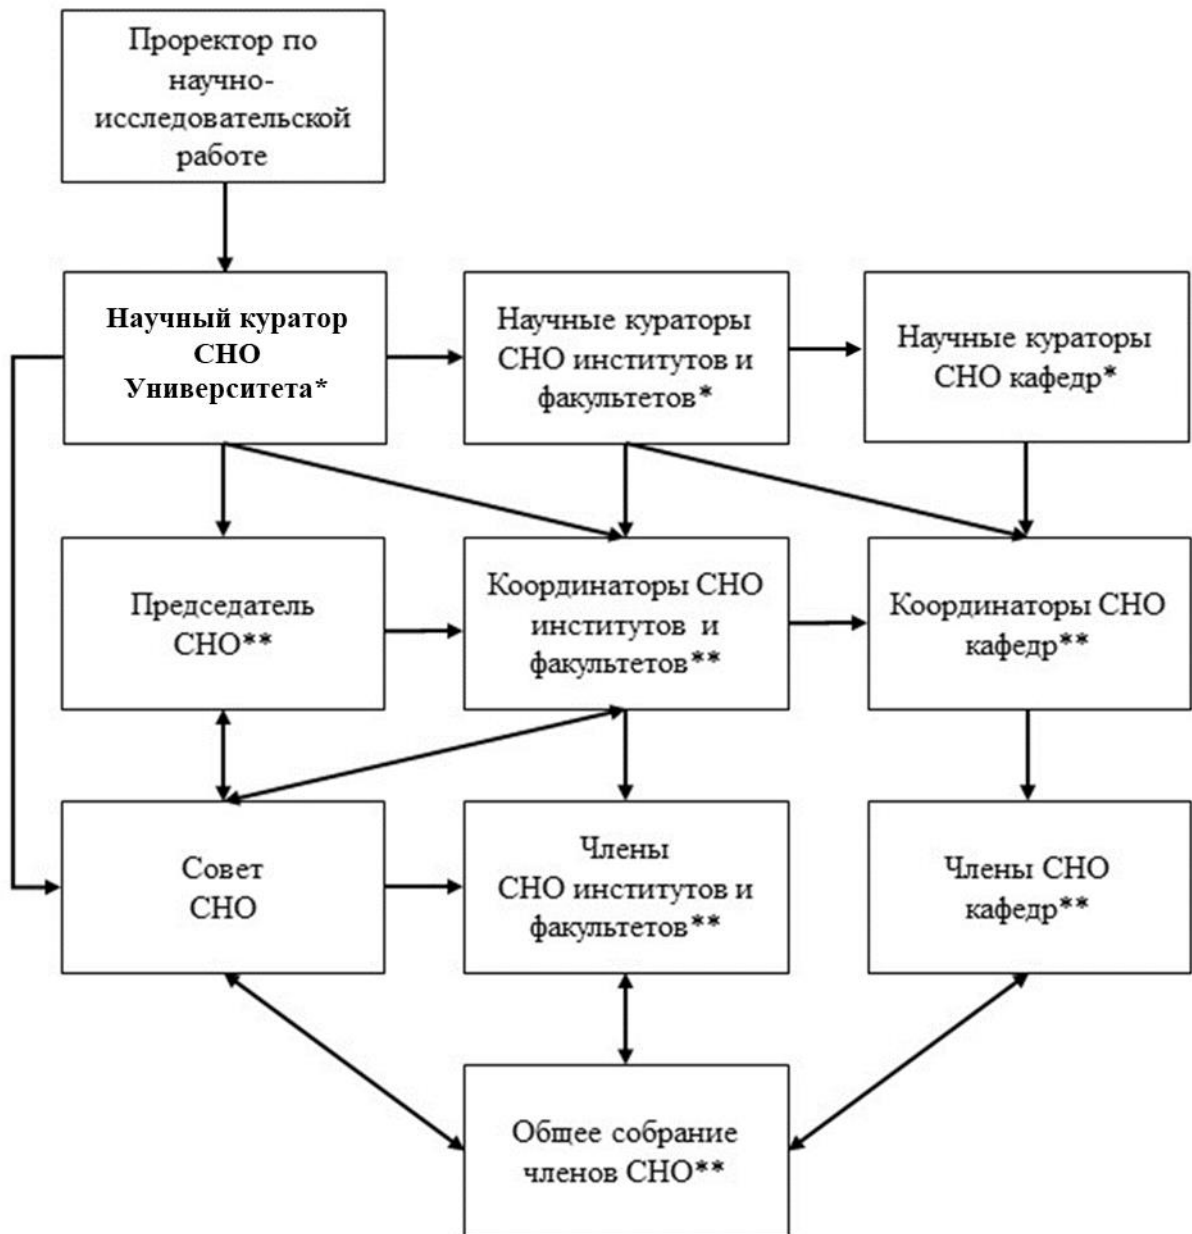 Проректор по
научно-
исследовательской
работе
Научный куратор
СНО
Университета*
Научные кураторы
СНО институтов и
факультетов*
Научные кураторы
СНО кафедр*
Председатель
СНО**
Координаторы СНО
институтов и
факультетов**
Координаторы СНО
кафедр**
Совет
СНО
Члены
СНО институтов и
факультетов**
Члены СНО
кафедр**
Общее собрание
членов СНО**